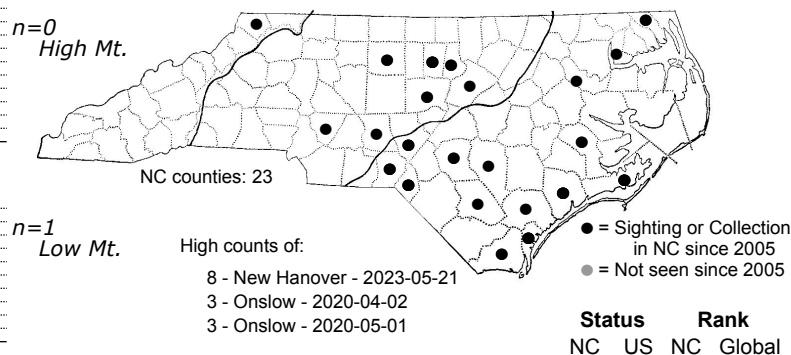 n=0
High Mt.
NC counties: 23
n=1
Low Mt.
High counts of:
8 - New Hanover - 2023-05-21
3 - Onslow - 2020-04-02
3 - Onslow - 2020-05-01
● = Sighting or Collection
in NC since 2005
● = Not seen since 2005
Status Rank
NC US NC Global